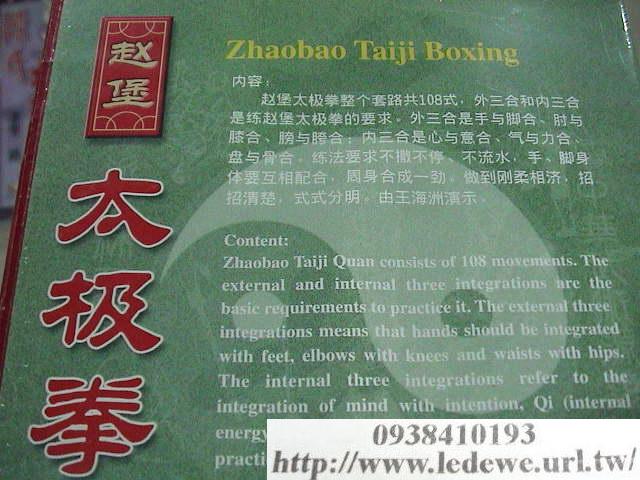 赵堡
太极拳
Zhaobao Taiji Boxing
内容：
赵堡太极拳整个套路共108式，外三合和内三合
是练赵堡太极拳的要求。外三合是手与脚合、肘与
膝合、膀与胯合；内三合是心与意合、气与力合、
盘与骨合。练法要求不撒不停、不流水，手、脚身
体要互相配合，周身合成一劲。做到刚柔相济，招
招清楚，式式分明。由王海洲演示。
Content:
Zhaobao Taiji Quan consists of 108 movements. The
external and internal three integrations are the
basic requirements to practice it. The external three
integrations means that hands should be integrated
with feet, elbows with knees and waists with hips.
The internal three integrations refer to the
integration of mind with intention, Qi (internal
energy
practi
0938410193
http://www.ledewe.url.tw/